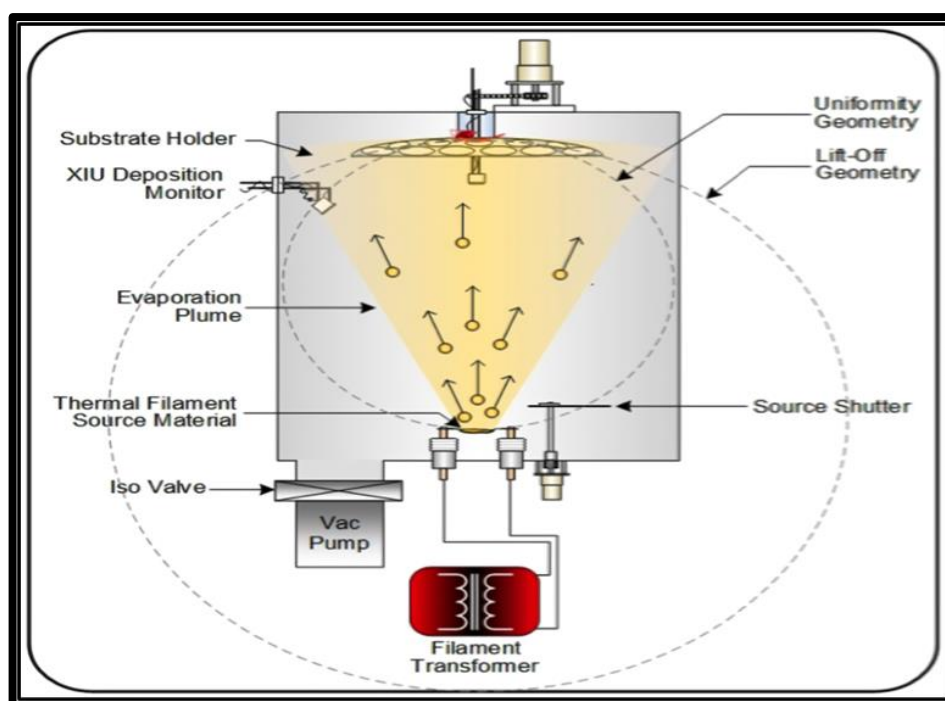 Substrate Holder
XIU Deposition
Monitor
Evaporation
Plume
Thermal Filament
Source Material
Iso Valve
Vac
Pump
Filament
Transformer
Uniformity
Geometry
Lift-Off
Geometry
Source Shutter